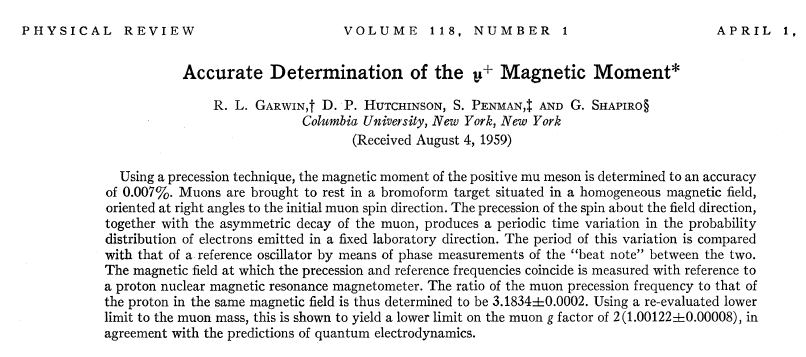 PHYSICAL REVIEW VOLUME 118, NUMBER 1 APRIL 1,
Accurate Determination of the μ⁺ Magnetic Moment*
R. L. GARWIN,† D. P. HUTCHINSON, S. PENMAN,‡ AND G. SHAPIRO§
Columbia University, New York, New York
(Received August 4, 1959)
Using a precession technique, the magnetic moment of the positive mu meson is determined to an accuracy
of 0.007%. Muons are brought to rest in a bromoform target situated in a homogeneous magnetic field,
oriented at right angles to the initial muon spin direction. The precession of the spin about the field direction,
together with the asymmetric decay of the muon, produces a periodic time variation in the probability
distribution of electrons emitted in a fixed laboratory direction. The period of this variation is compared
with that of a reference oscillator by means of phase measurements of the “beat note” between the two.
The magnetic field at which the precession and reference frequencies coincide is measured with reference to
a proton nuclear magnetic resonance magnetometer. The ratio of the muon precession frequency to that of
the proton in the same magnetic field is thus determined to be 3.1834±0.0002. Using a re-evaluated lower
limit to the muon mass, this is shown to yield a lower limit on the muon g factor of 2(1.00122±0.00008), in
agreement with the predictions of quantum electrodynamics.